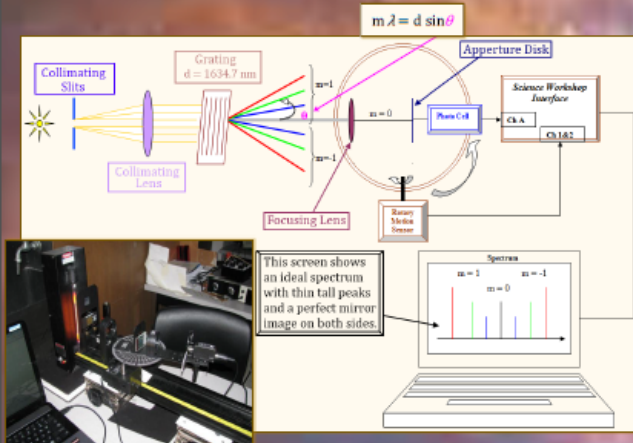 m λ = d sinθ
Collimating
Slits
Grating
d = 1634.7 nm
Apperture Disk
m=1
θ
m = 0
m=-1
Photo Cell
Science Workshop
Interface
Ch A
Ch 1&2
Collimating
Lens
Focusing Lens
Rotary
Motion
Sensor
This screen shows
an ideal spectrum
with thin tall peaks
and a perfect mirror
image on both sides.
Spectrum
m = 1
m = -1
m = 0